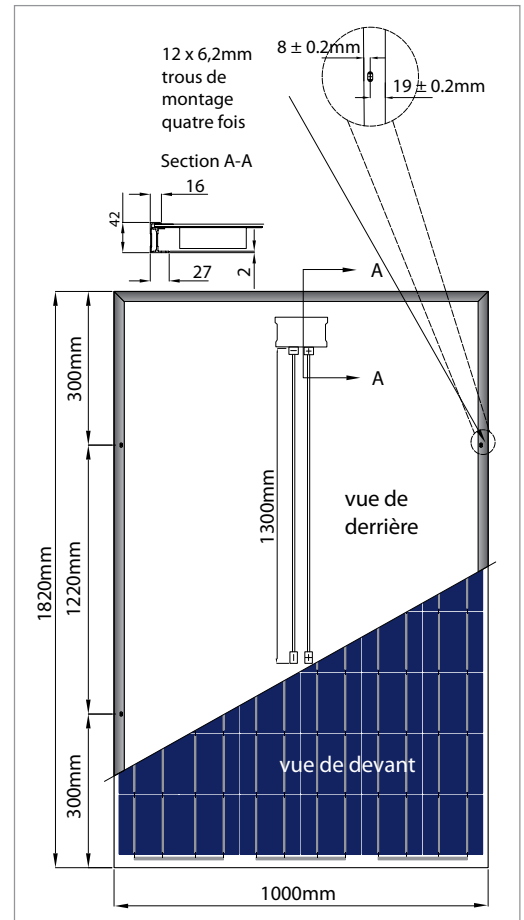 12 x 6,2mm
trous de
montage
quatre fois
8 ± 0.2mm
19 ± 0.2mm
Section A-A
16
42
27
2
A
A
300mm
1300mm
vue de
derrière
1820mm
1220mm
300mm
vue de devant
1000mm